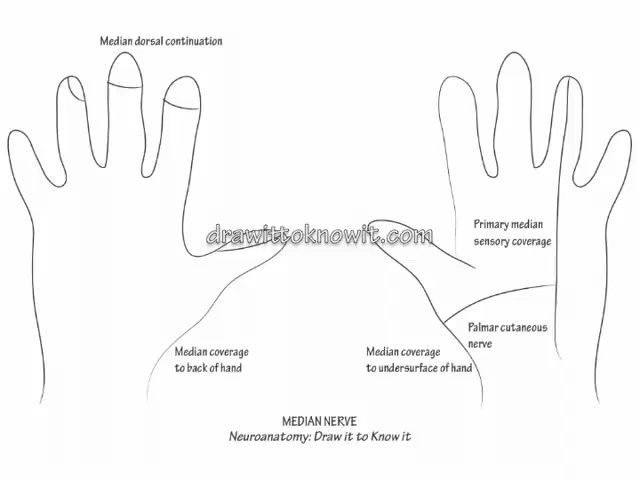 Median dorsal continuation
drawittoknowit.com
Primary median
sensory coverage
Palmar cutaneous
nerve
Median coverage
to back of hand
Median coverage
to undersurface of hand
MEDIAN NERVE
Neuroanatomy: Draw it to Know it